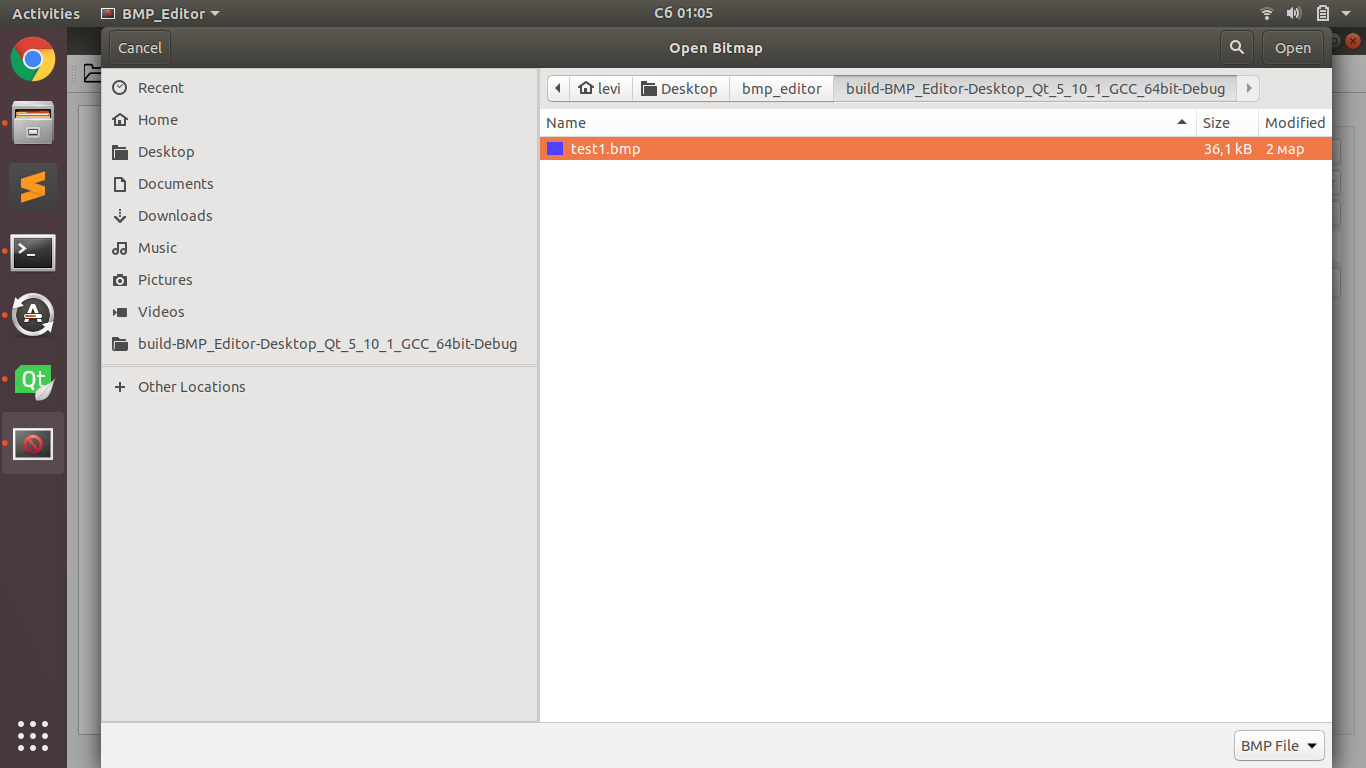 Activities BMP_Editor Сб 01:05
Cancel Open Bitmap Open
Recent
Home
Desktop
Documents
Downloads
Music
Pictures
Videos
build-BMP_Editor-Desktop_Qt_5_10_1_GCC_64bit-Debug
Other Locations
levi Desktop bmp_editor build-BMP_Editor-Desktop_Qt_5_10_1_GCC_64bit-Debug
Name Size Modified
test1.bmp 36,1 kB 2 мар
BMP File
Qt